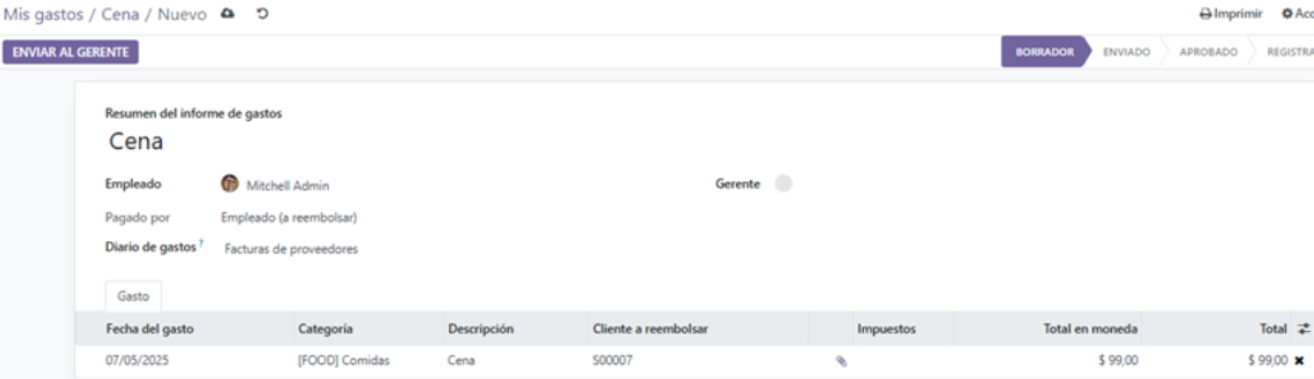 Mis gastos / Cena / Nuevo
Imprimir
ENVIAR AL GERENTE
BORRADOR ENVIADO APROBADO
Resumen del informe de gastos
Cena
Empleado Mitchell Admin Gerente
Pagado por Empleado (a reembolsar)
Diario de gastos ? Facturas de proveedores
Gasto
Fecha del gasto Categoría Descripción Cliente a reembolsar Impuestos Total en moneda Total
07/05/2025 [FOOD] Comidas Cena S00007 $ 99,00 $ 99,00